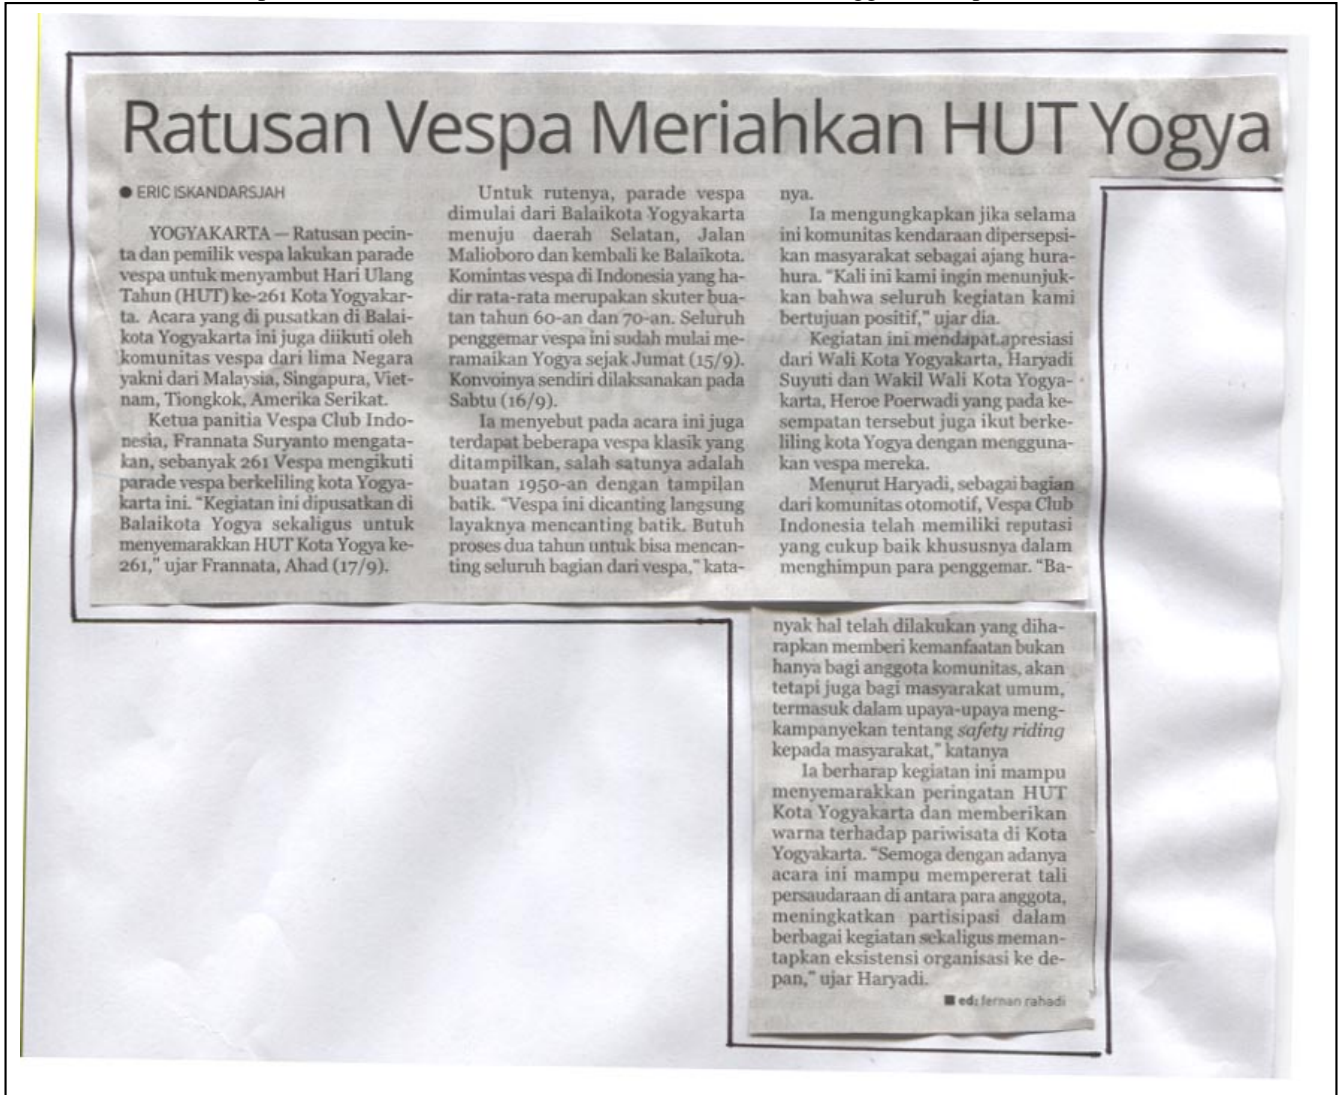 Ratusan Vespa Meriahkan HUT Yogya
● ERIC ISKANDARSJAH
YOGYAKARTA — Ratusan pecin-
ta dan pemilik vespa lakukan parade
vespa untuk menyambut Hari Ulang
Tahun (HUT) ke-261 Kota Yogyakar-
ta. Acara yang di pusatkan di Balai-
kota Yogyakarta ini juga diikuti oleh
komunitas vespa dari lima Negara
yakni dari Malaysia, Singapura, Viet-
nam, Tiongkok, Amerika Serikat.
Ketua panitia Vespa Club Indo-
nesia, Frannata Suryanto mengata-
kan, sebanyak 261 Vespa mengikuti
parade vespa berkeliling kota Yogya-
karta ini. “Kegiatan ini dipusatkan di
Balaikota Yogya sekaligus untuk
menyemarakkan HUT Kota Yogya ke-
261,” ujar Frannata, Ahad (17/9).
Untuk rutenya, parade vespa
dimulai dari Balaikota Yogyakarta
menuju daerah Selatan, Jalan
Malioboro dan kembali ke Balaikota.
Komintas vespa di Indonesia yang ha-
dir rata-rata merupakan skuter bua-
tan tahun 60-an dan 70-an. Seluruh
penggemar vespa ini sudah mulai me-
ramaikan Yogya sejak Jumat (15/9).
Konvoinya sendiri dilaksanakan pada
Sabtu (16/9).
Ia menyebut pada acara ini juga
terdapat beberapa vespa klasik yang
ditampilkan, salah satunya adalah
buatan 1950-an dengan tampilan
batik. “Vespa ini dicanting langsung
layaknya mencanting batik. Butuh
proses dua tahun untuk bisa mencan-
ting seluruh bagian dari vespa,” kata-
nya.
Ia mengungkapkan jika selama
ini komunitas kendaraan dipersepsi-
kan masyarakat sebagai ajang hura-
hura. “Kali ini kami ingin menunjuk-
kan bahwa seluruh kegiatan kami
bertujuan positif,” ujar dia.
Kegiatan ini mendapat apresiasi
dari Wali Kota Yogyakarta, Haryadi
Suyuti dan Wakil Wali Kota Yogya-
karta, Heroe Poerwadi yang pada ke-
sempatan tersebut juga ikut berke-
liling kota Yogya dengan mengguna-
kan vespa mereka.
Menurut Haryadi, sebagai bagian
dari komunitas otomotif, Vespa Club
Indonesia telah memiliki reputasi
yang cukup baik khususnya dalam
menghimpun para penggemar. “Ba-
nyak hal telah dilakukan yang diha-
rapkan memberi kemanfaatan bukan
hanya bagi anggota komunitas, akan
tetapi juga bagi masyarakat umum,
termasuk dalam upaya-upaya meng-
kampanyekan tentang safety riding
kepada masyarakat,” katanya
Ia berharap kegiatan ini mampu
menyemarakkan peringatan HUT
Kota Yogyakarta dan memberikan
warna terhadap pariwisata di Kota
Yogyakarta. “Semoga dengan adanya
acara ini mampu mempererat tali
persaudaraan di antara para anggota,
meningkatkan partisipasi dalam
berbagai kegiatan sekaligus meman-
tapkan eksistensi organisasi ke de-
pan,” ujar Haryadi.
■ ed: fernan rahadi